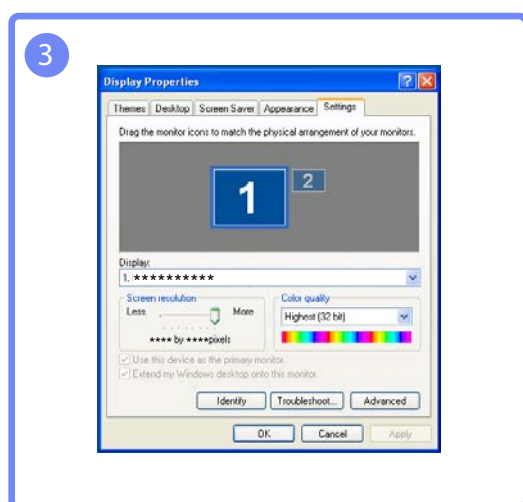 3
Display Properties
Themes Desktop Screen Saver Appearance Settings
Drag the monitor icons to match the physical arrangement of your monitors.
1 2
Display:
1. **********
Screen resolution
Less More
**** by ****pixels
Color quality
Highest (32 bit)
Use this device as the primary monitor.
Extend my Windows desktop onto this monitor.
Identify Troubleshoot... Advanced
OK Cancel Apply